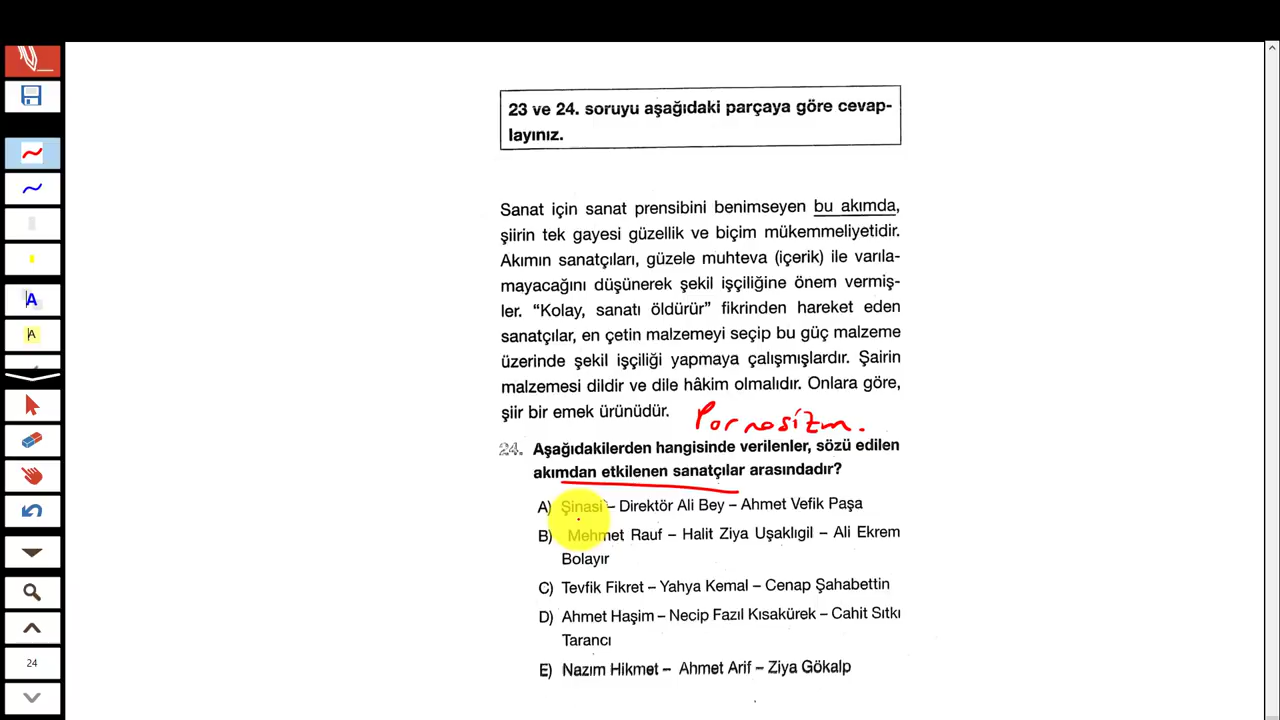 23 ve 24. soruyu aşağıdaki parçaya göre cevap-
layınız.
Sanat için sanat prensibini benimseyen bu akımda,
şiirin tek gayesi güzellik ve biçim mükemmeliyetidir.
Akımın sanatçıları, güzele muhteva (içerik) ile varıla-
mayacağını düşünerek şekil işçiliğine önem vermiş-
ler. “Kolay, sanatı öldürür” fikrinden hareket eden
sanatçılar, en çetin malzemeyi seçip bu güç malzeme
üzerinde şekil işçiliği yapmaya çalışmışlardır. Şairin
malzemesi dildir ve dile hâkim olmalıdır. Onlara göre,
şiir bir emek ürünüdür.
Parnasizm.
24. Aşağıdakilerden hangisinde verilenler, sözü edilen
akımdan etkilenen sanatçılar arasındadır?
A) Şinasi – Direktör Ali Bey – Ahmet Vefik Paşa
B) Mehmet Rauf – Halit Ziya Uşaklıgil – Ali Ekrem
Bolayır
C) Tevfik Fikret – Yahya Kemal – Cenap Şahabettin
D) Ahmet Haşim – Necip Fazıl Kısakürek – Cahit Sıtkı
Tarancı
E) Nazım Hikmet – Ahmet Arif – Ziya Gökalp
A
A
24